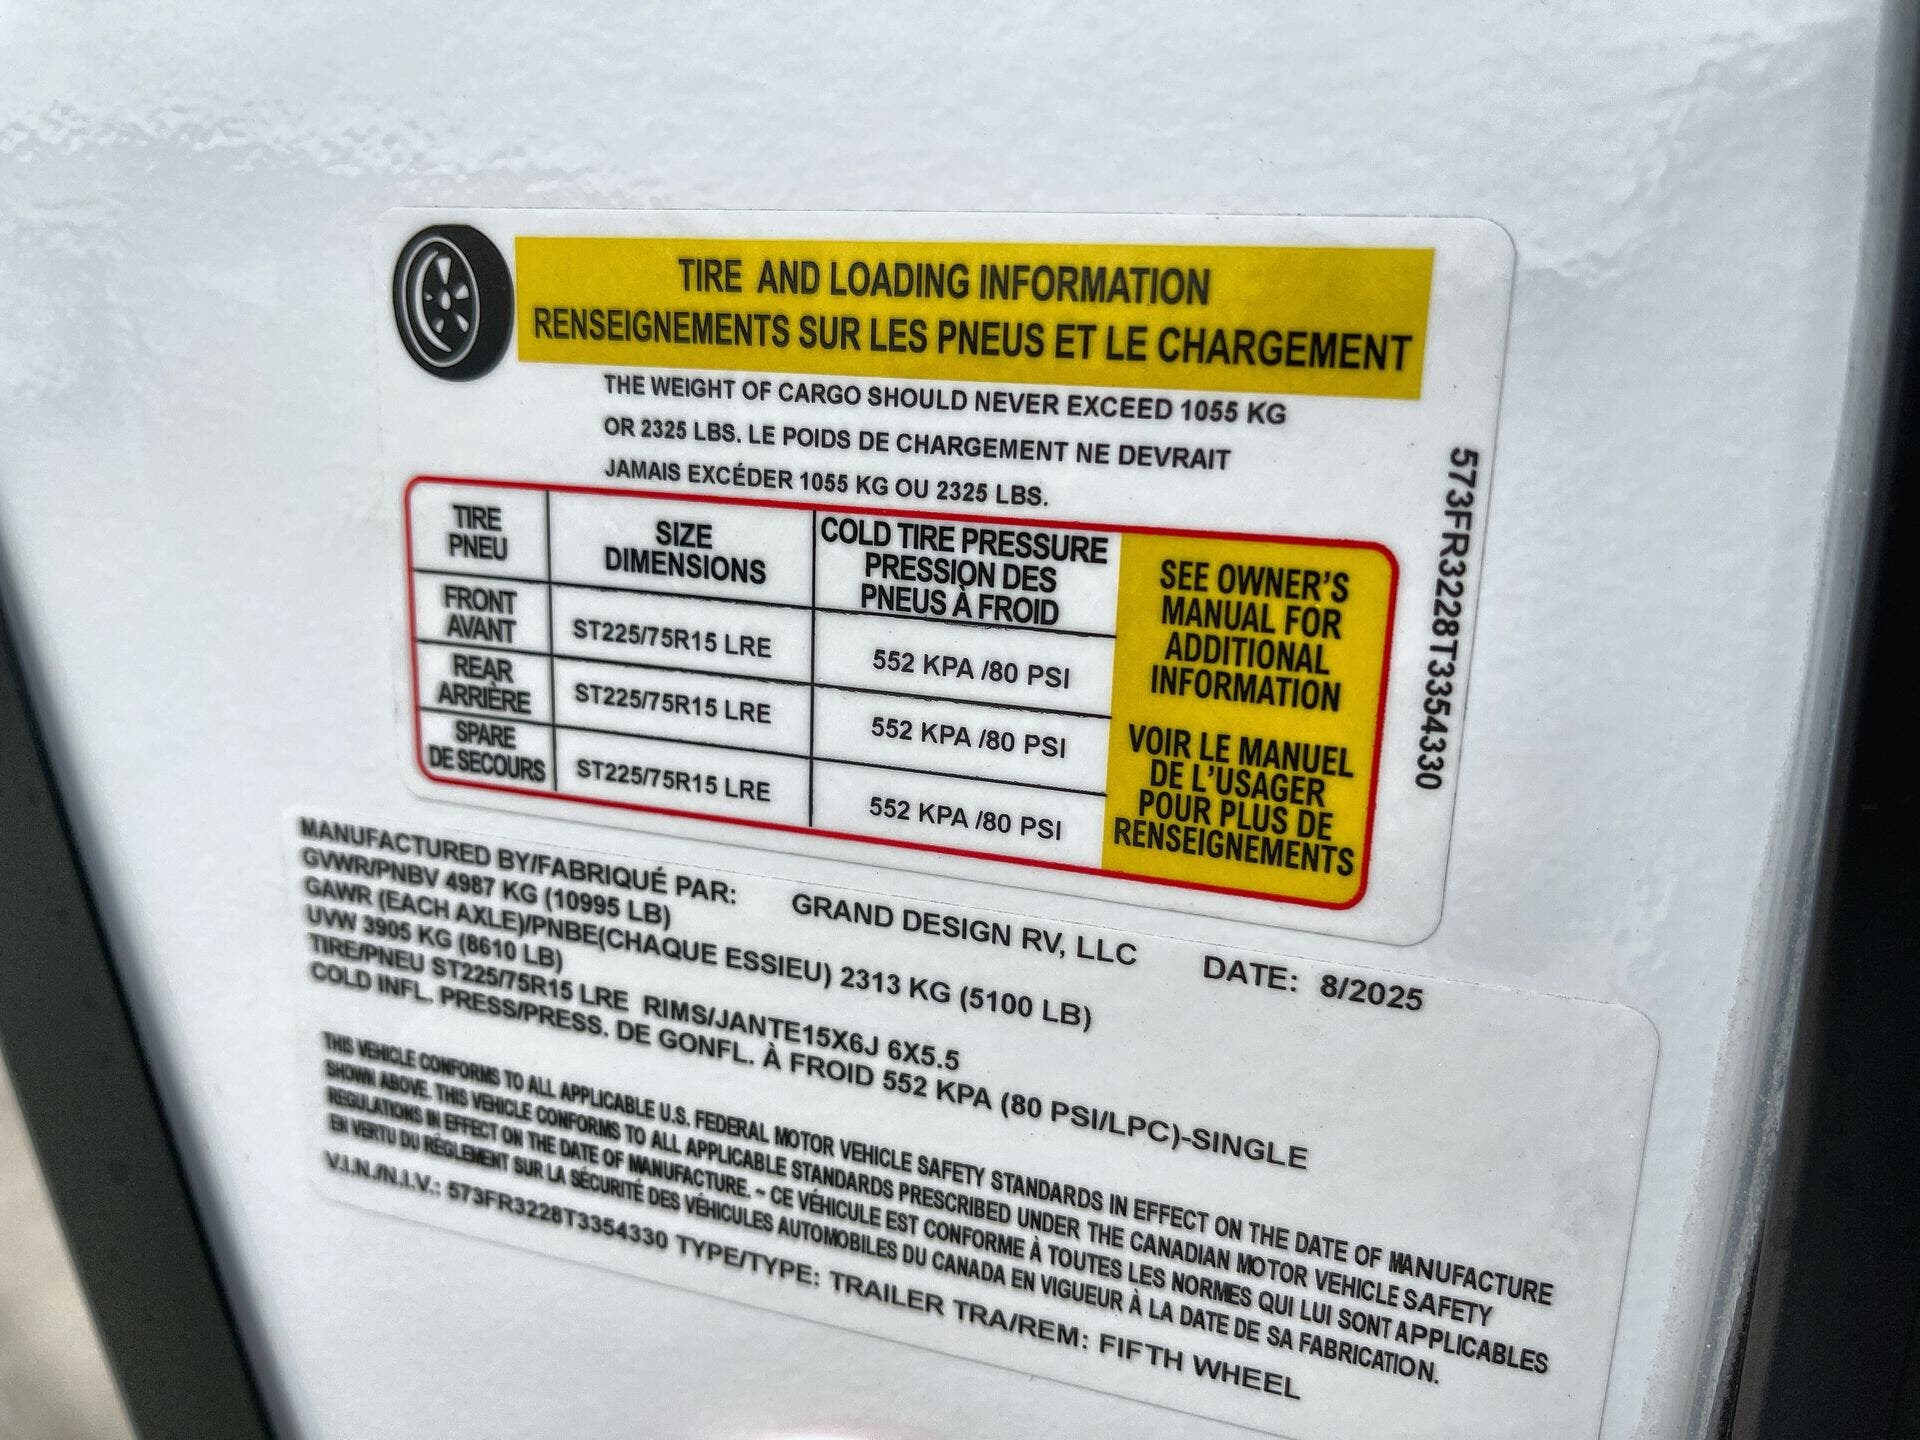 TIRE AND LOADING INFORMATION
RENSEIGNEMENTS SUR LES PNEUS ET LE CHARGEMENT
THE WEIGHT OF CARGO SHOULD NEVER EXCEED 1055 KG
OR 2325 LBS. LE POIDS DE CHARGEMENT NE DEVRAIT
JAMAIS EXCÉDER 1055 KG OU 2325 LBS.
TIRE
PNEU
SIZE
DIMENSIONS
COLD TIRE PRESSURE
PRESSION DES
PNEUS À FROID
FRONT
AVANT
ST225/75R15 LRE
552 KPA /80 PSI
REAR
ARRIÈRE
ST225/75R15 LRE
552 KPA /80 PSI
SPARE
DE SECOURS
ST225/75R15 LRE
552 KPA /80 PSI
SEE OWNER'S
MANUAL FOR
ADDITIONAL
INFORMATION
VOIR LE MANUEL
DE L'USAGER
POUR PLUS DE
RENSEIGNEMENTS
573FR3228T3354330
MANUFACTURED BY/FABRIQUÉ PAR: GRAND DESIGN RV, LLC DATE: 8/2025
GVWR/PNBV 4987 KG (10995 LB)
GAWR (EACH AXLE)/PNBE(CHAQUE ESSIEU) 2313 KG (5100 LB)
UVW 3905 KG (8610 LB)
TIRE/PNEU ST225/75R15 LRE RIMS/JANTE15X6J 6X5.5
COLD INFL. PRESS/PRESS. DE GONFL. À FROID 552 KPA (80 PSI/LPC)-SINGLE
THIS VEHICLE CONFORMS TO ALL APPLICABLE U.S. FEDERAL MOTOR VEHICLE SAFETY STANDARDS IN EFFECT ON THE DATE OF MANUFACTURE
SHOWN ABOVE. THIS VEHICLE CONFORMS TO ALL APPLICABLE STANDARDS PRESCRIBED UNDER THE CANADIAN MOTOR VEHICLE SAFETY
REGULATIONS IN EFFECT ON THE DATE OF MANUFACTURE. ~ CE VÉHICULE EST CONFORME À TOUTES LES NORMES QUI LUI SONT APPLICABLES
EN VERTU DU RÉGLEMENT SUR LA SÉCURITÉ DES VÉHICULES AUTOMOBILES DU CANADA EN VIGUEUR À LA DATE DE SA FABRICATION.
V.I.N./N.I.V.: 573FR3228T3354330 TYPE/TYPE: TRAILER TRA/REM: FIFTH WHEEL